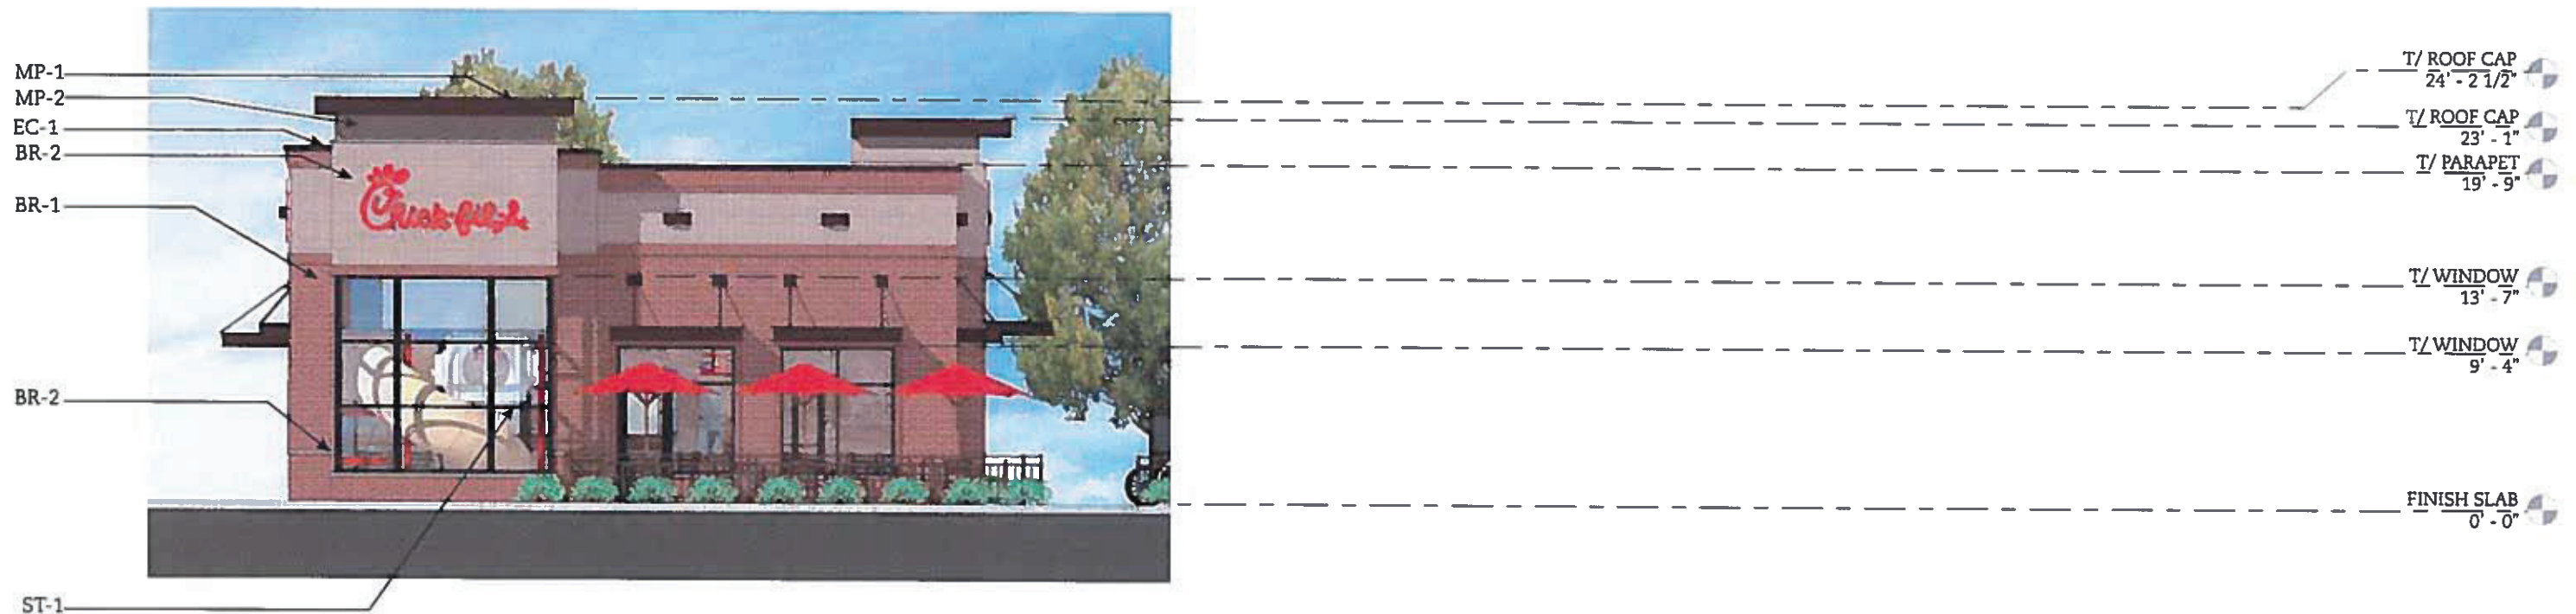 MP-1
MP-2
EC-1
BR-2
BR-1
BR-2
ST-1
Chick-fil-A
T/ ROOF CAP
24' - 2 1/2"
T/ ROOF CAP
23' - 1"
T/ PARAPET
19' - 9"
T/ WINDOW
13' - 7"
T/ WINDOW
9' - 4"
FINISH SLAB
0' - 0"